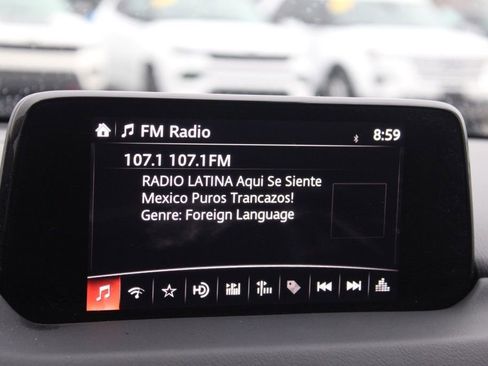 FM Radio 8:59
107.1 107.1FM
RADIO LATINA Aqui Se Siente
Mexico Puros Trancazos!
Genre: Foreign Language
HD